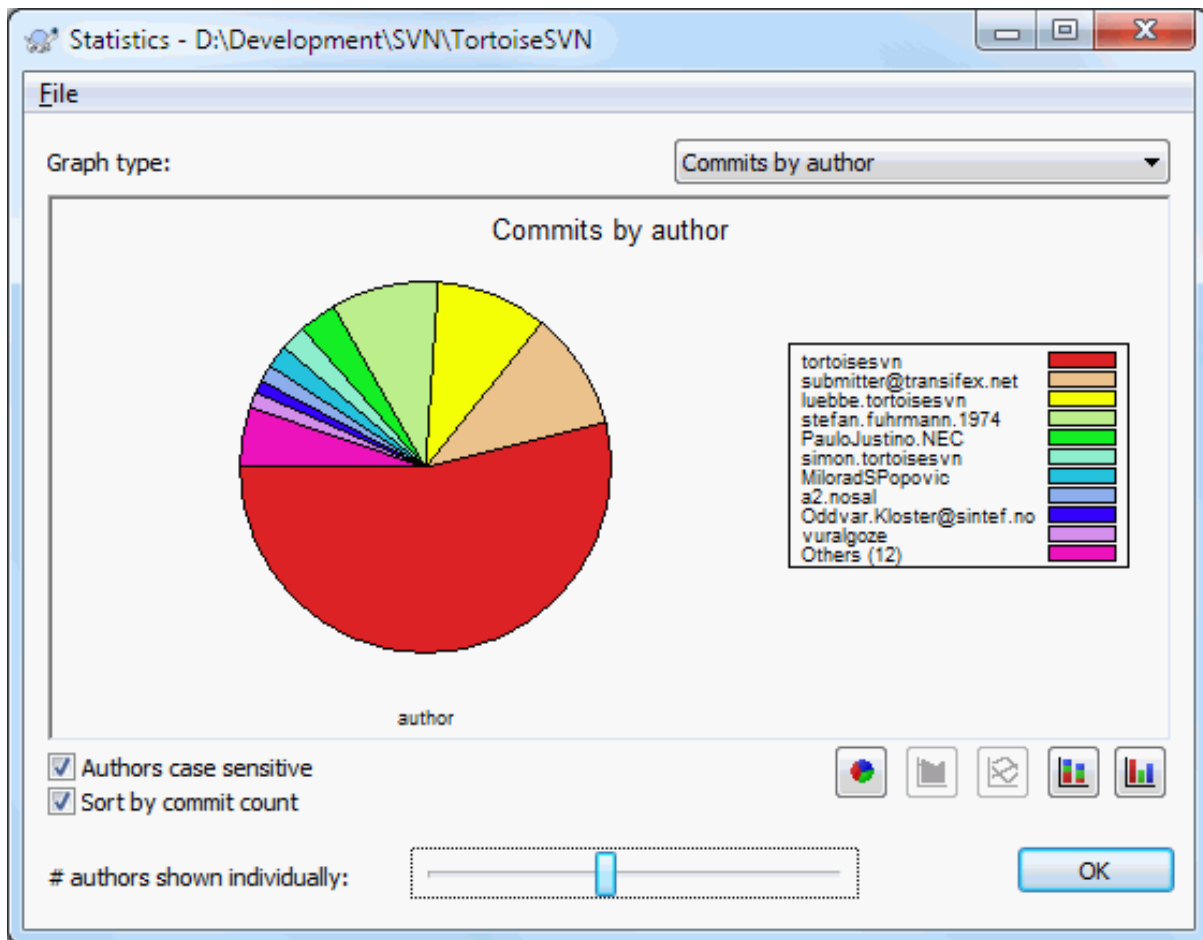 Statistics - D:\Development\SVN\TortoiseSVN
File
Graph type:
Commits by author
Commits by author
tortoisesvn
submitter@transifex.net
luebbe.tortoisesvn
stefan.fuhrmann.1974
PauloJustino.NEC
simon.tortoisesvn
MiloradSPopovic
a2.nosal
Oddvar.Kloster@sintef.no
vuralgoze
Others (12)
author
Authors case sensitive
Sort by commit count
# authors shown individually:
OK